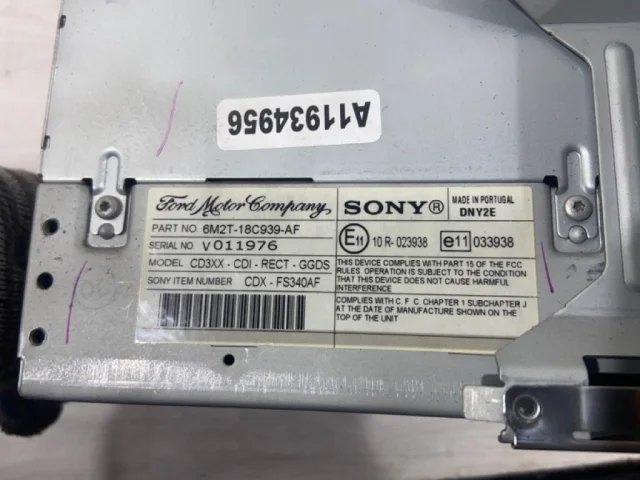 A11934956
Ford Motor Company,
PART NO 6M2T-18C939-AF
SERIAL NO V011976
MODEL CD3XX - CDI - RECT - GGDS
SONY ITEM NUMBER CDX - FS340AF
SONY®
MADE IN PORTUGAL
DNY2E
E11 10 R- 023938
e11 033938
THIS DEVICE COMPLIES WITH PART 15 OF THE FCC
RULES OPERATION IS SUBJECT TO THE CONDITION
THAT THIS DEVICE DOES NOT CAUSE HARMFUL
INTERFERENCE
COMPLIES WITH C. F. C. CHAPTER 1 SUBCHAPTER J
AT THE DATE OF MANUFACTURE SHOWN ON THE
TOP OF THE UNIT